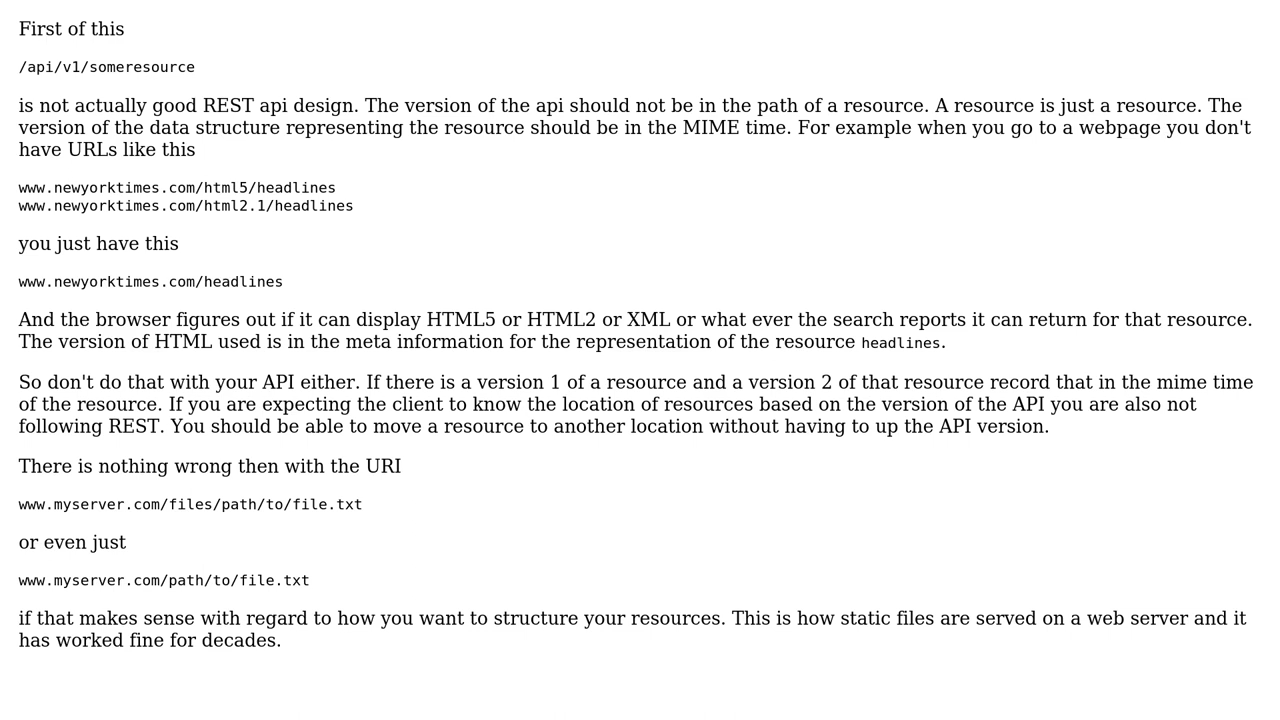 First of this
/api/v1/someresource
is not actually good REST api design. The version of the api should not be in the path of a resource. A resource is just a resource. The
version of the data structure representing the resource should be in the MIME time. For example when you go to a webpage you don't
have URLs like this
www.newyorktimes.com/html5/headlines
www.newyorktimes.com/html2.1/headlines
you just have this
www.newyorktimes.com/headlines
And the browser figures out if it can display HTML5 or HTML2 or XML or what ever the search reports it can return for that resource.
The version of HTML used is in the meta information for the representation of the resource headlines.
So don't do that with your API either. If there is a version 1 of a resource and a version 2 of that resource record that in the mime time
of the resource. If you are expecting the client to know the location of resources based on the version of the API you are also not
following REST. You should be able to move a resource to another location without having to up the API version.
There is nothing wrong then with the URI
www.myserver.com/files/path/to/file.txt
or even just
www.myserver.com/path/to/file.txt
if that makes sense with regard to how you want to structure your resources. This is how static files are served on a web server and it
has worked fine for decades.